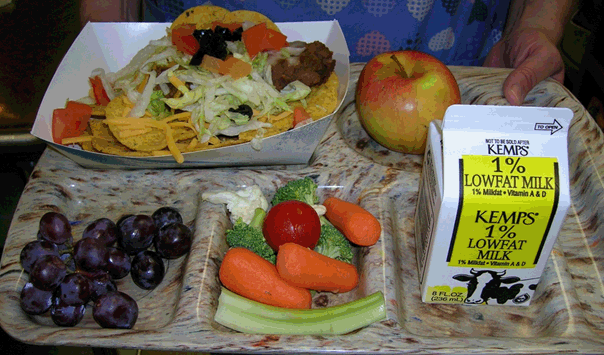 TO OPEN
NOT TO BE SOLD AFTER
KEMPS
1%
LOWFAT MILK
1% Milkfat • Vitamin A & D
KEMPS®
1%
LOWFAT MILK
1% Milkfat • Vitamin A & D
8 FL.OZ
(236 mL)